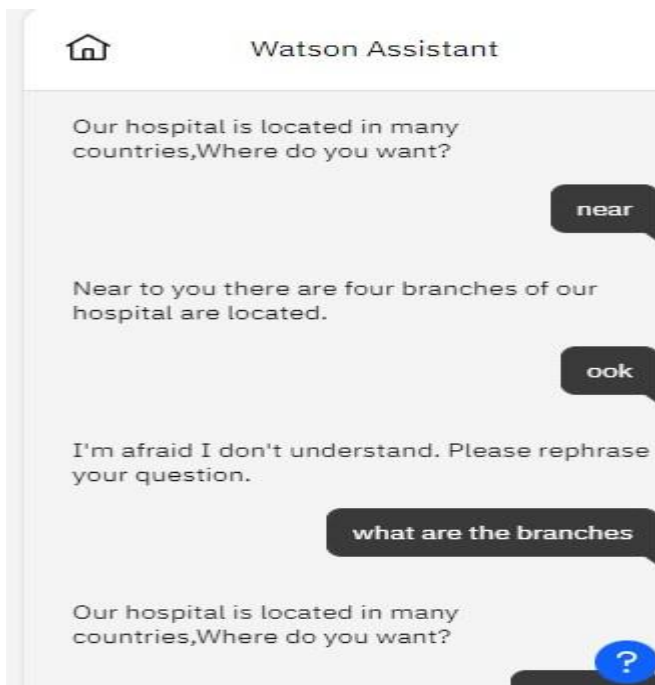 Watson Assistant
Our hospital is located in many
countries,Where do you want?
near
Near to you there are four branches of our
hospital are located.
ook
I'm afraid I don't understand. Please rephrase
your question.
what are the branches
Our hospital is located in many
countries,Where do you want?
?